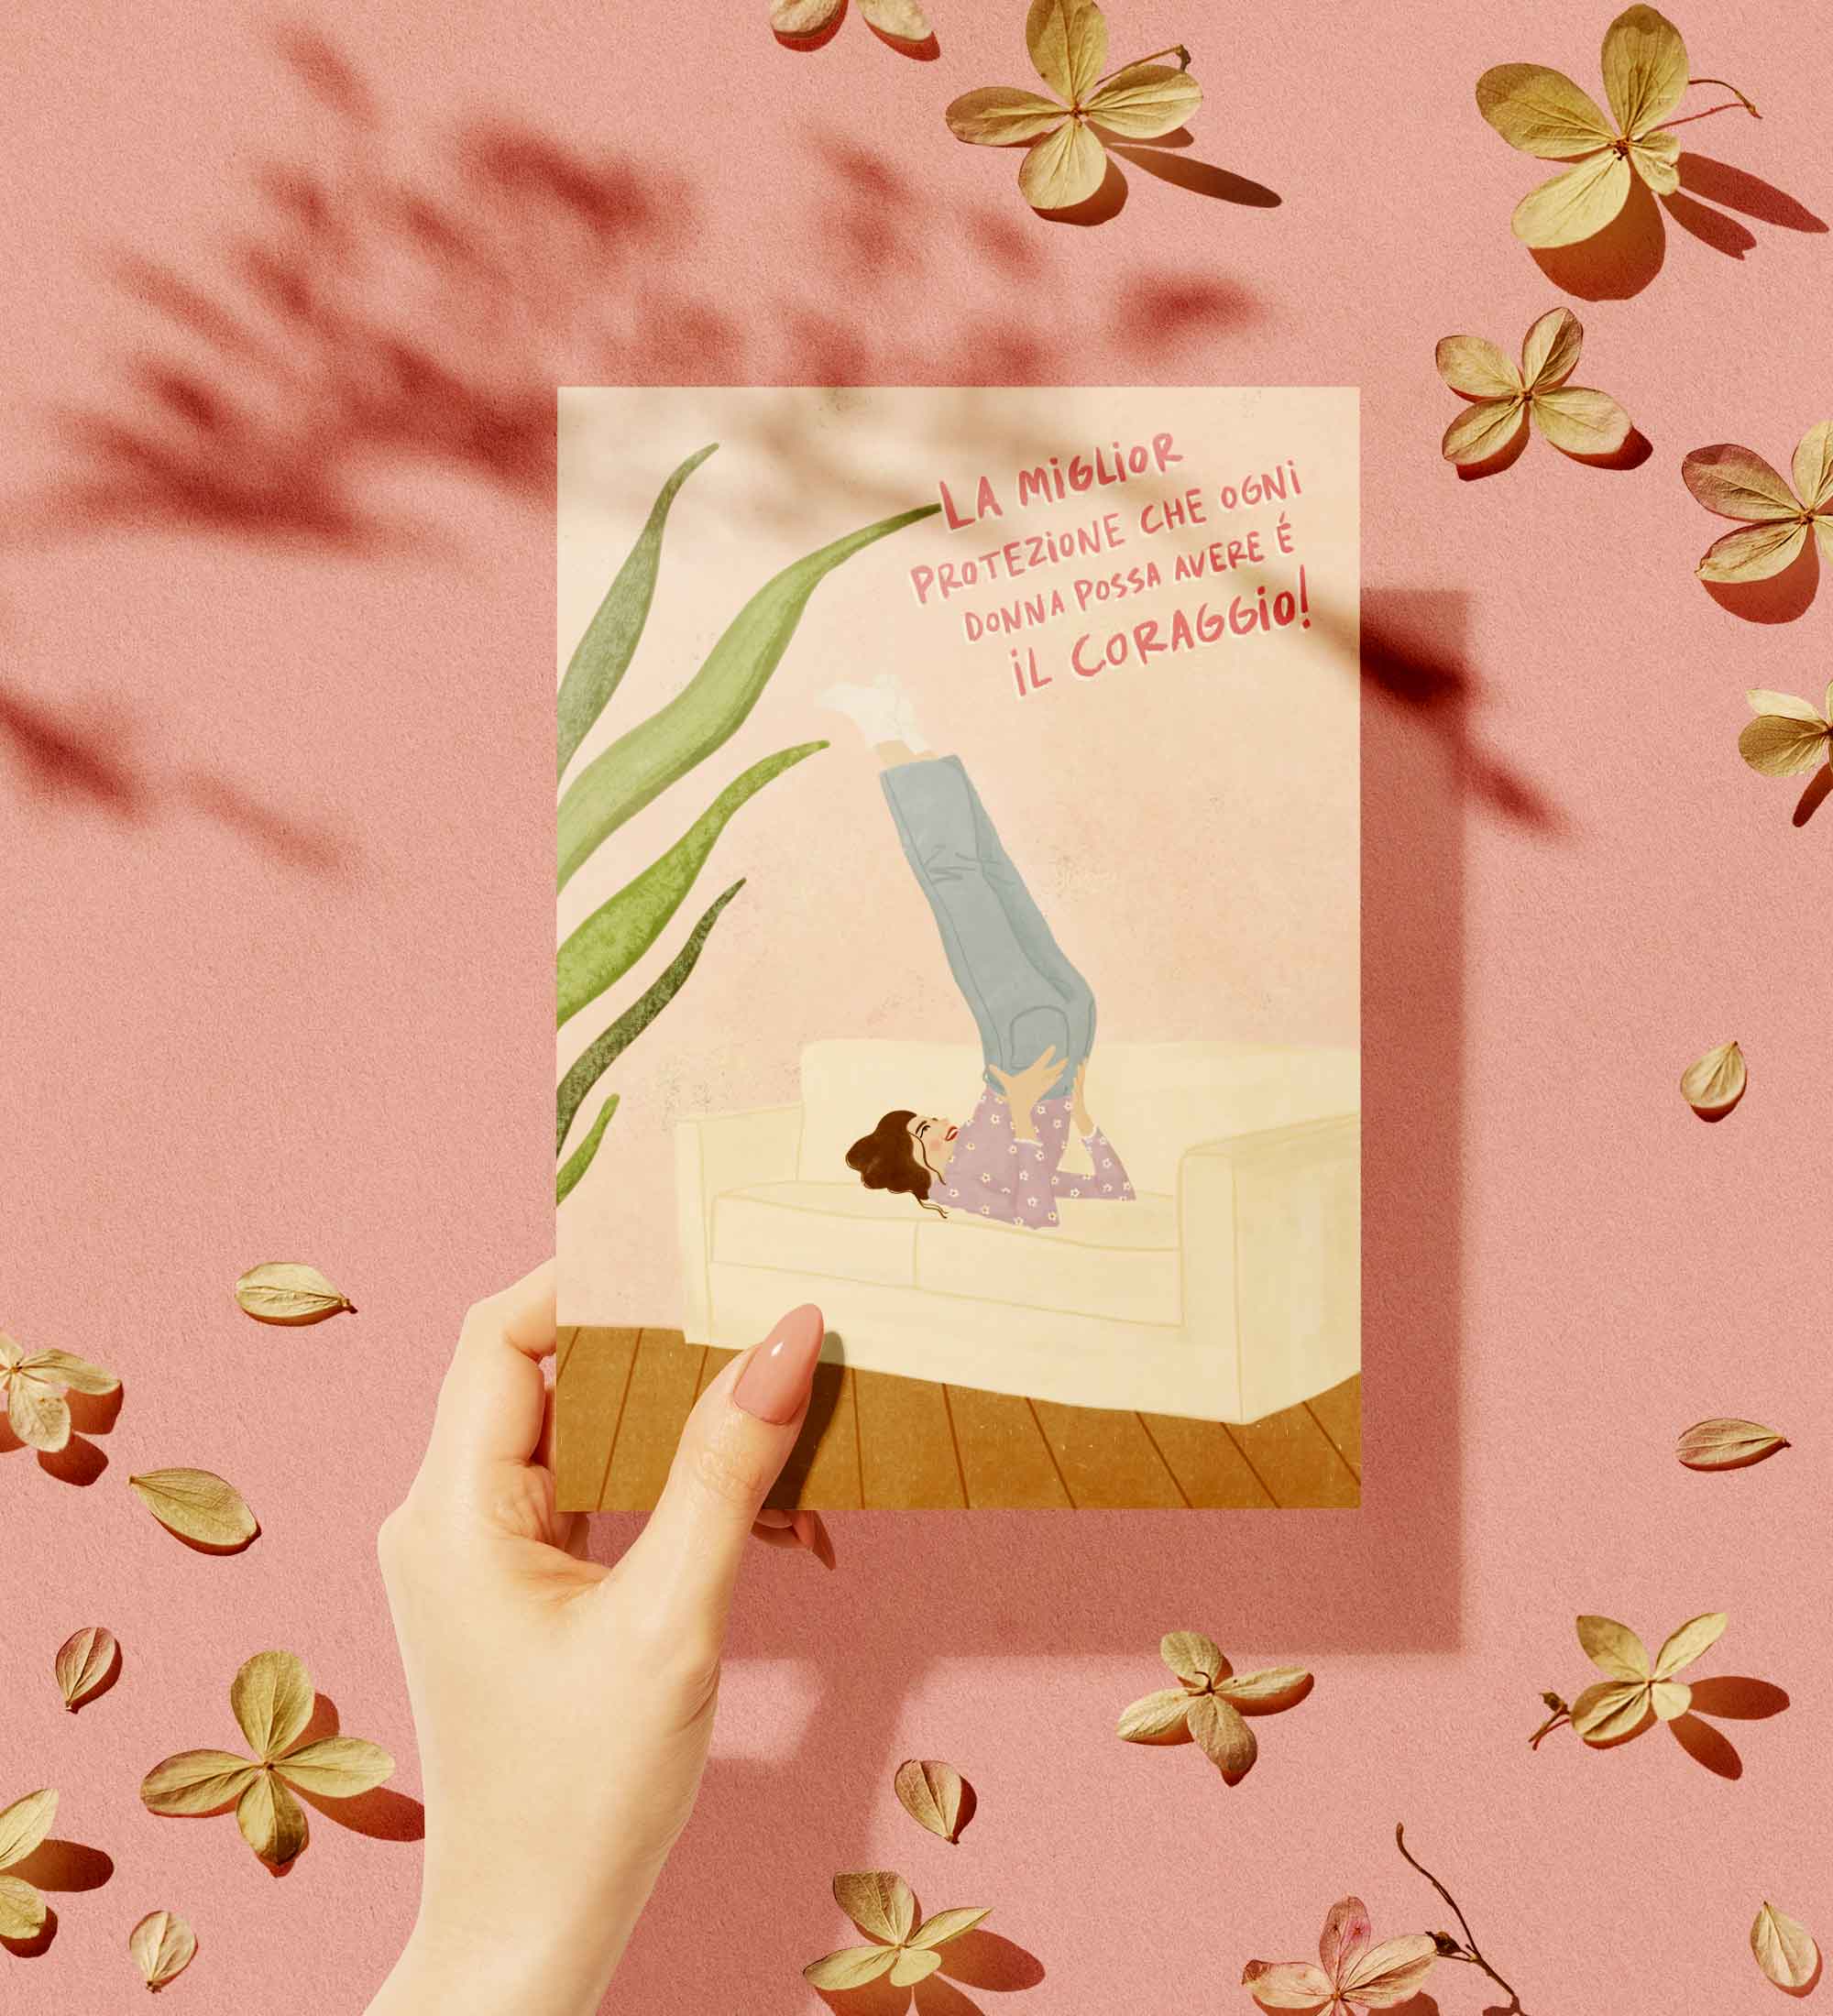 LA MiGLiOR
PROTEZiONE CHE OGNi
DONNA POSSA AVERE É
iL CORAGGiO!